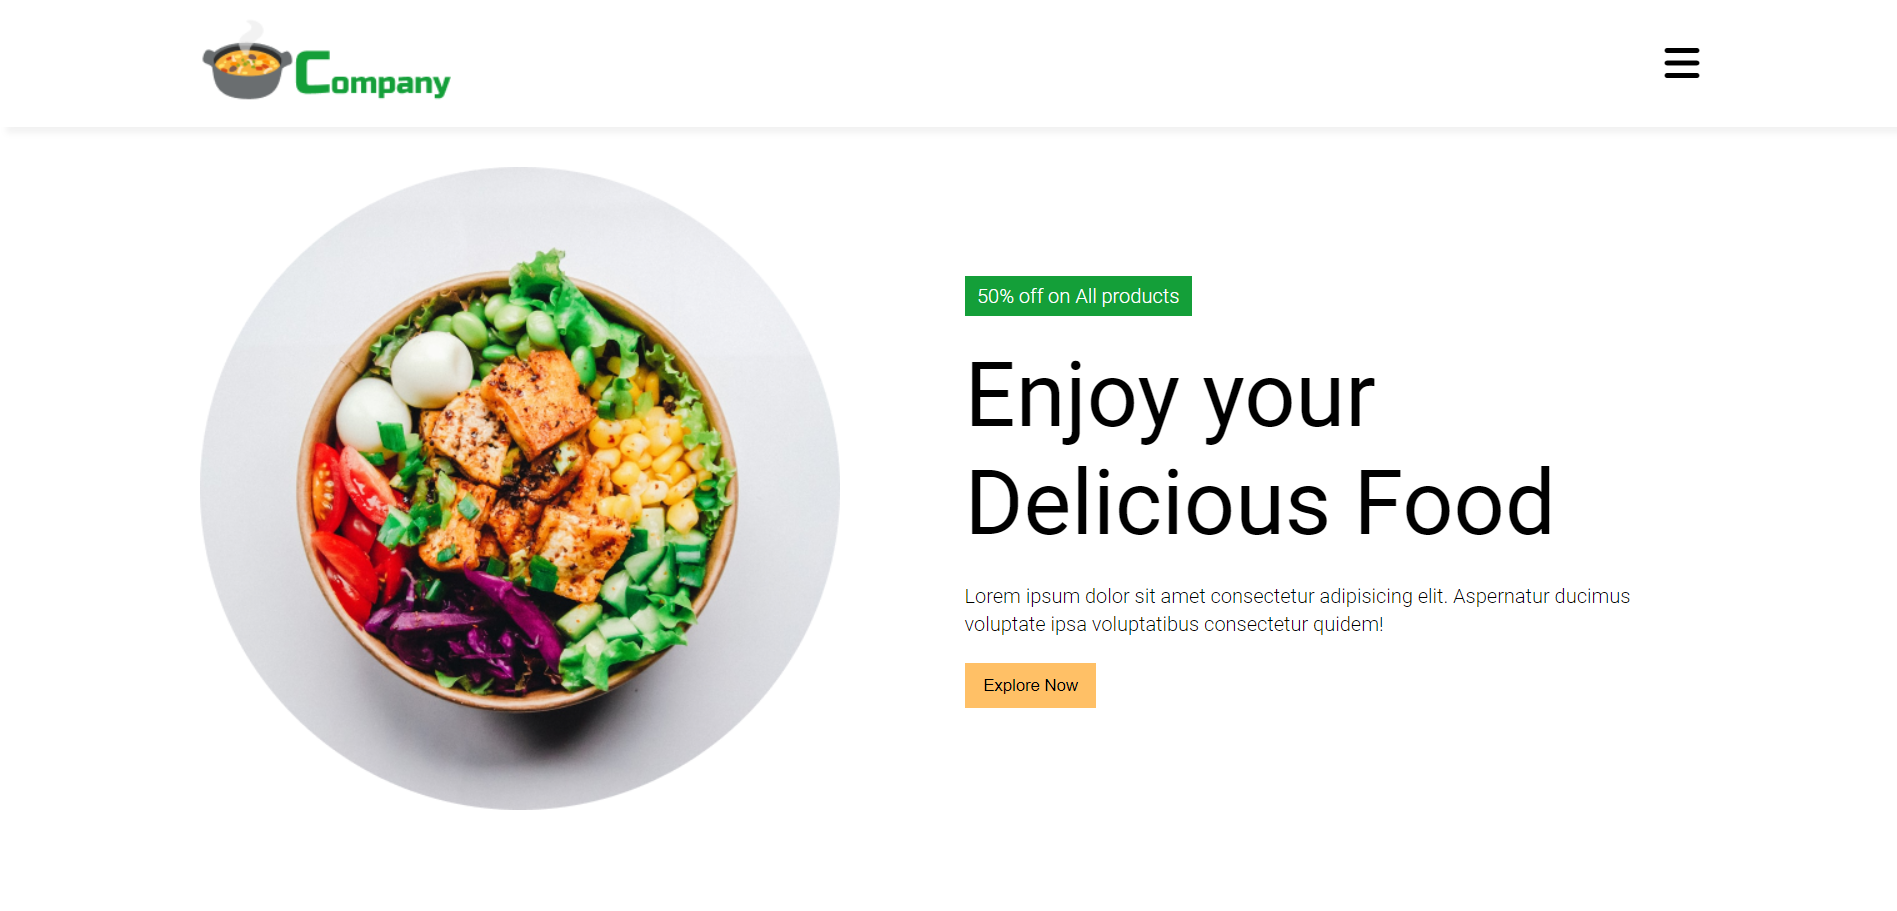 Company
50% off on All products
Enjoy your
Delicious Food
Lorem ipsum dolor sit amet consectetur adipisicing elit. Aspernatur ducimus
voluptate ipsa voluptatibus consectetur quidem!
Explore Now